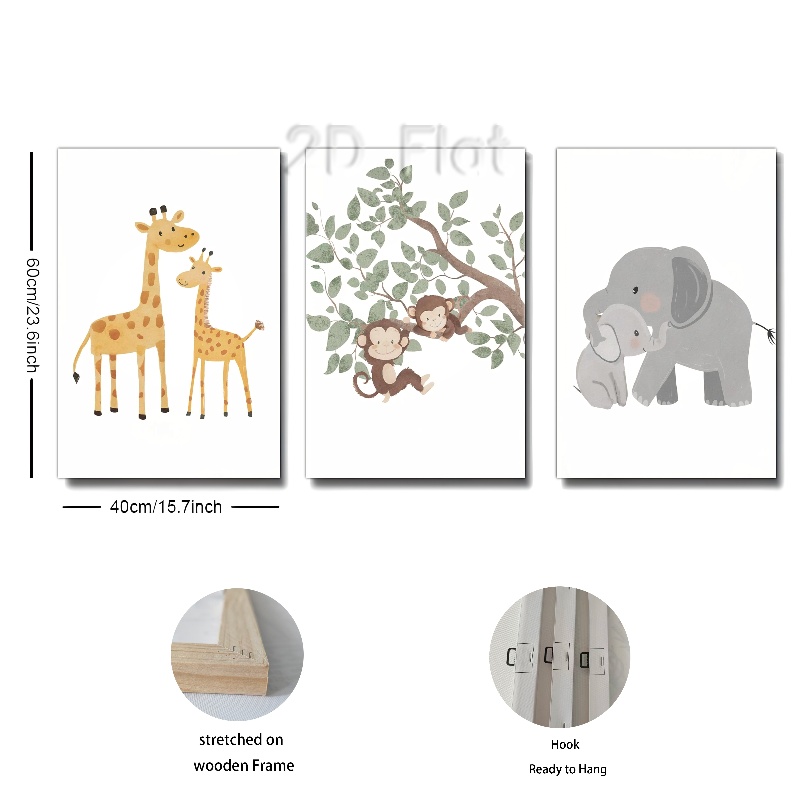 2D Flat
60cm/23.6inch
40cm/15.7inch
stretched on
wooden Frame
Hook
Ready to Hang